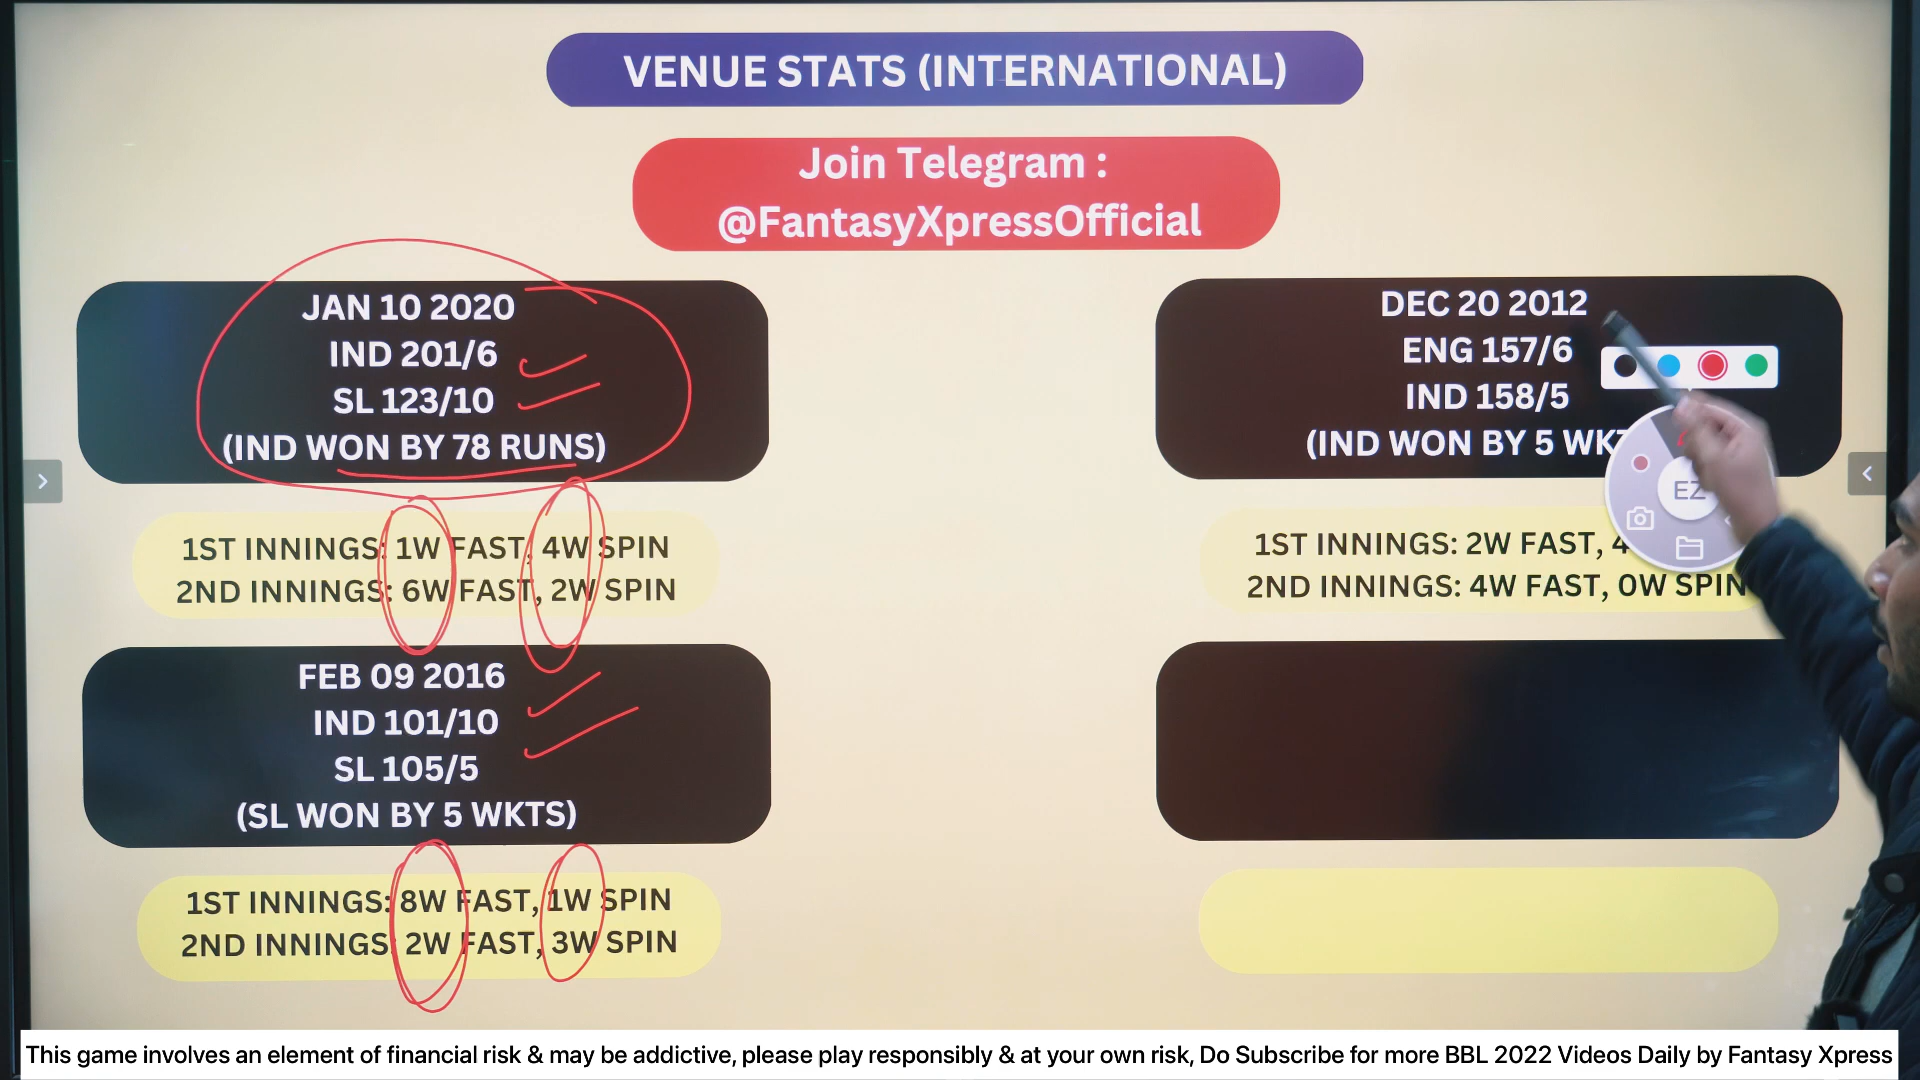 VENUE STATS (INTERNATIONAL)
Join Telegram :
@FantasyXpressOfficial
JAN 10 2020
IND 201/6
SL 123/10
(IND WON BY 78 RUNS)
1ST INNINGS: 1W FAST, 4W SPIN
2ND INNINGS: 6W FAST, 2W SPIN
FEB 09 2016
IND 101/10
SL 105/5
(SL WON BY 5 WKTS)
1ST INNINGS: 8W FAST, 1W SPIN
2ND INNINGS: 2W FAST, 3W SPIN
DEC 20 2012
ENG 157/6
IND 158/5
(IND WON BY 5
EZ
1ST INNINGS: 2W FAST,
2ND INNINGS: 4W FAST, 0W SPIN
This game involves an element of financial risk & may be addictive, please play responsibly & at your own risk, Do Subscribe for more BBL 2022 Videos Daily by Fantasy Xpress